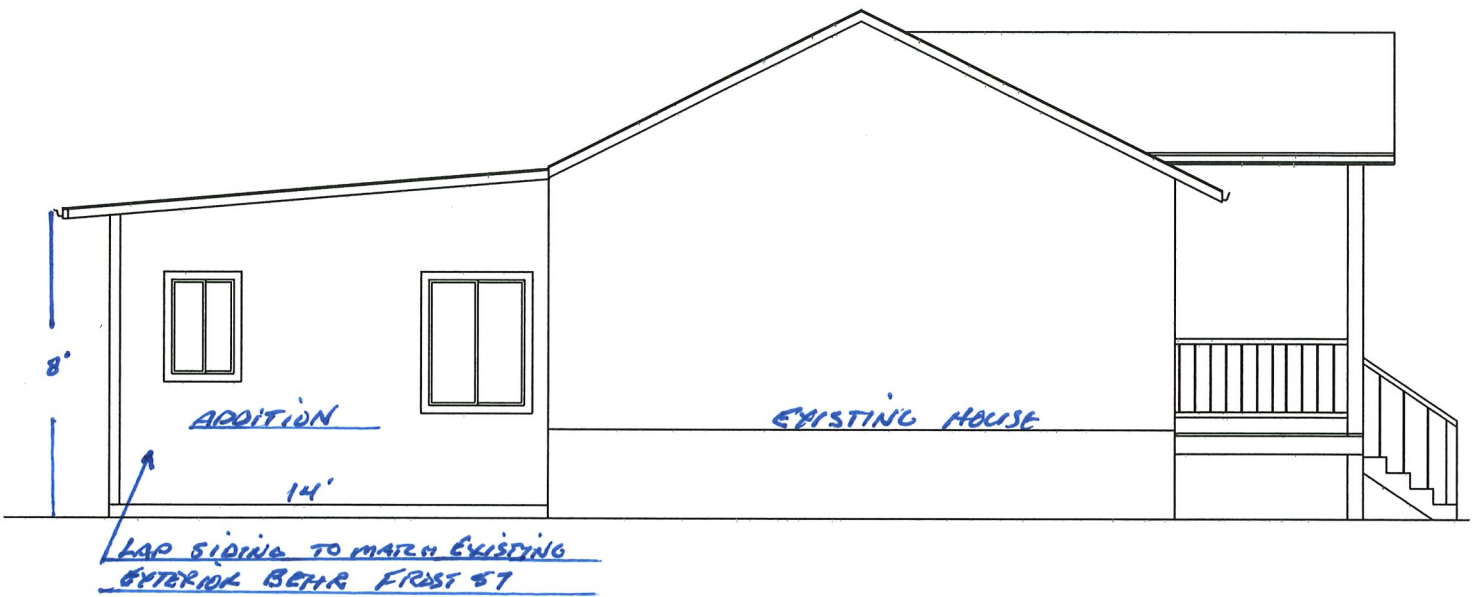 8'
ADDITION
EXISTING HOUSE
14'
LAP SIDING TO MATCH EXISTING
EXTERIOR BEHR FROST 57